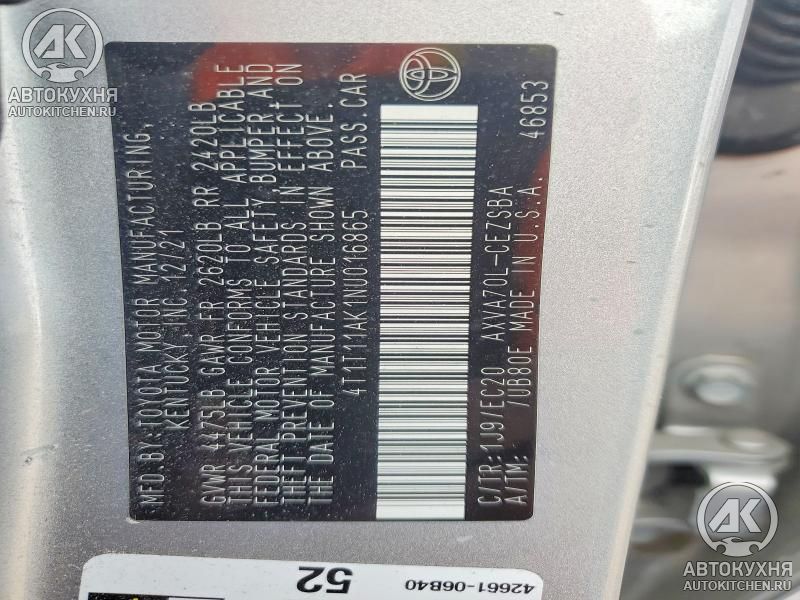 MFD.BY:TOYOTA MOTOR MANUFACTURING,
KENTUCKY INC. 12/21
GVWR 4475LB GAWR FR 2620LB RR 2420LB
THIS VEHICLE CONFORMS TO ALL APPLICABLE
FEDERAL MOTOR VEHICLE SAFETY, BUMPER,AND
THEFT PREVENTION STANDARDS IN EFFECT ON
THE DATE OF MANUFACTURE SHOWN ABOVE.
4T1T11AK1NU016865 PASS.CAR
C/TR:1J9/EC20 AXVA70L-CEZSBA
A/TM: /UB80E MADE IN U.S.A. 46853
52
42661-06B40
АК
АВТОКУХНЯ
AUTOKITCHEN.RU
АК
АВТОКУХНЯ
AUTOKITCHEN.RU